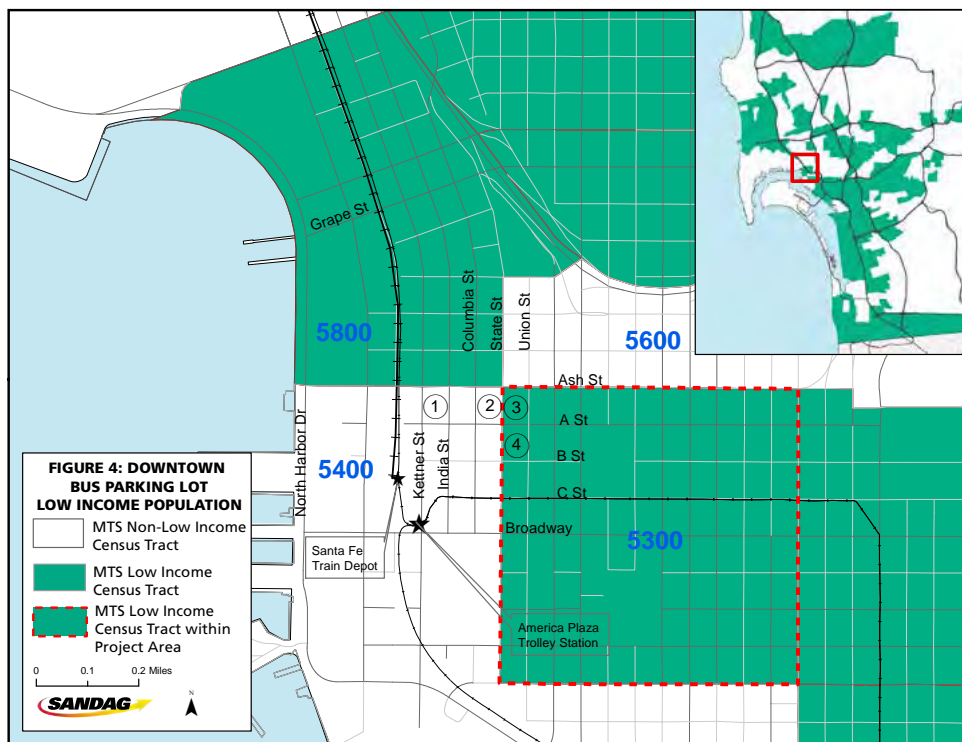 Grape St
Columbia St
State St
Union St
5800
5600
Ash St
1
2
3
A St
4
B St
North Harbor Dr
5400
Kettner St
India St
C St
Broadway
5300
Santa Fe
Train Depot
America Plaza
Trolley Station
FIGURE 4: DOWNTOWN
BUS PARKING LOT
LOW INCOME POPULATION
MTS Non-Low Income
Census Tract
MTS Low Income
Census Tract
MTS Low Income
Census Tract within
Project Area
0 0.1 0.2 Miles
SANDAG
N